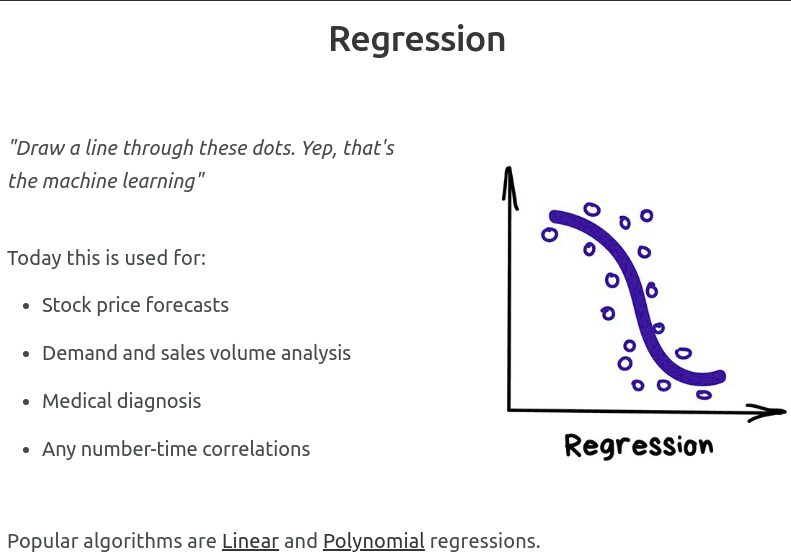 Regression
"Draw a line through these dots. Yep, that's
the machine learning"
Today this is used for:
• Stock price forecasts
• Demand and sales volume analysis
• Medical diagnosis
• Any number-time correlations
Regression
Popular algorithms are Linear and Polynomial regressions.